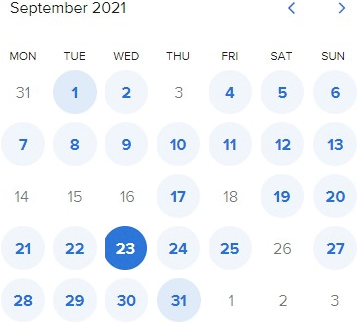 September 2021
MON TUE WED THU FRI SAT SUN
31 1 2 3 4 5 6
7 8 9 10 11 12 13
14 15 16 17 18 19 20
21 22 23 24 25 26 27
28 29 30 31 1 2 3